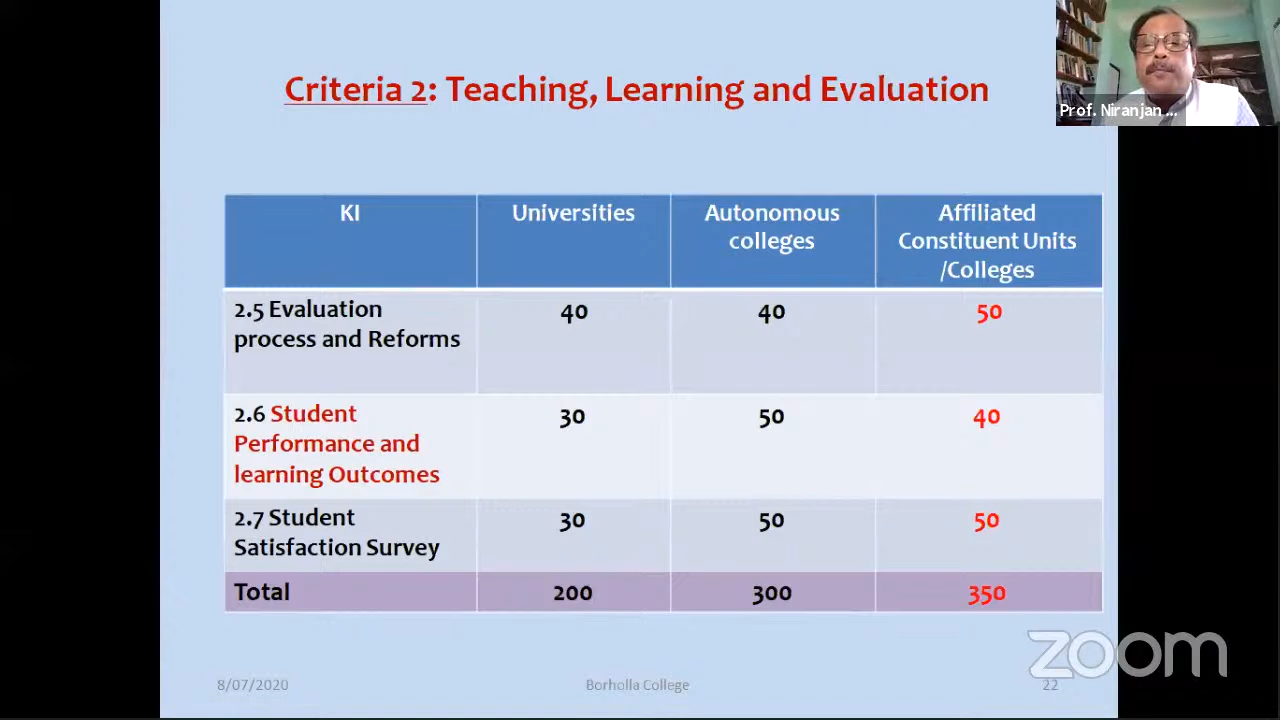 Criteria 2: Teaching, Learning and Evaluation
Prof. Niranjan ...
KI
Universities
Autonomous
colleges
Affiliated
Constituent Units
/Colleges
2.5 Evaluation
process and Reforms
40
40
50
2.6 Student
Performance and
learning Outcomes
30
50
40
2.7 Student
Satisfaction Survey
30
50
50
Total
200
300
350
zoom
8/07/2020
Borholla College
22